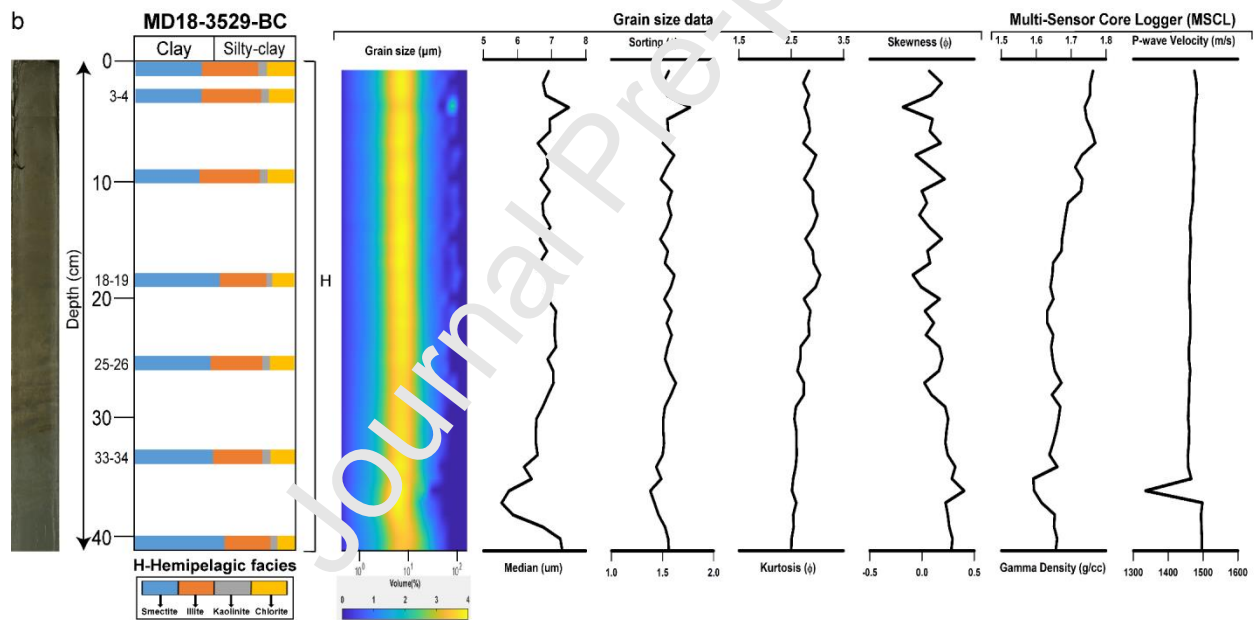 b
MD18-3529-BC
Clay
Silty-clay
Depth (cm)
0
3-4
10
18-19
20
25-26
30
33-34
40
H-Hemipelagic facies
Smectite
Illite
Kaolinite
Chlorite
H
Grain size data
Grain size (µm)
10⁰
10¹
10²
Volume(%)
0
1
2
3
4
5
6
7
8
Median (um)
Sorting
1.0
1.5
2.0
1.5
2.5
3.5
Kurtosis (ϕ)
Skewness (ϕ)
-0.5
0.0
0.5
Multi-Sensor Core Logger (MSCL)
1.5
1.6
1.7
1.8
Gamma Density (g/cc)
P-wave Velocity (m/s)
1300
1400
1500
1600
Journal Pre-p